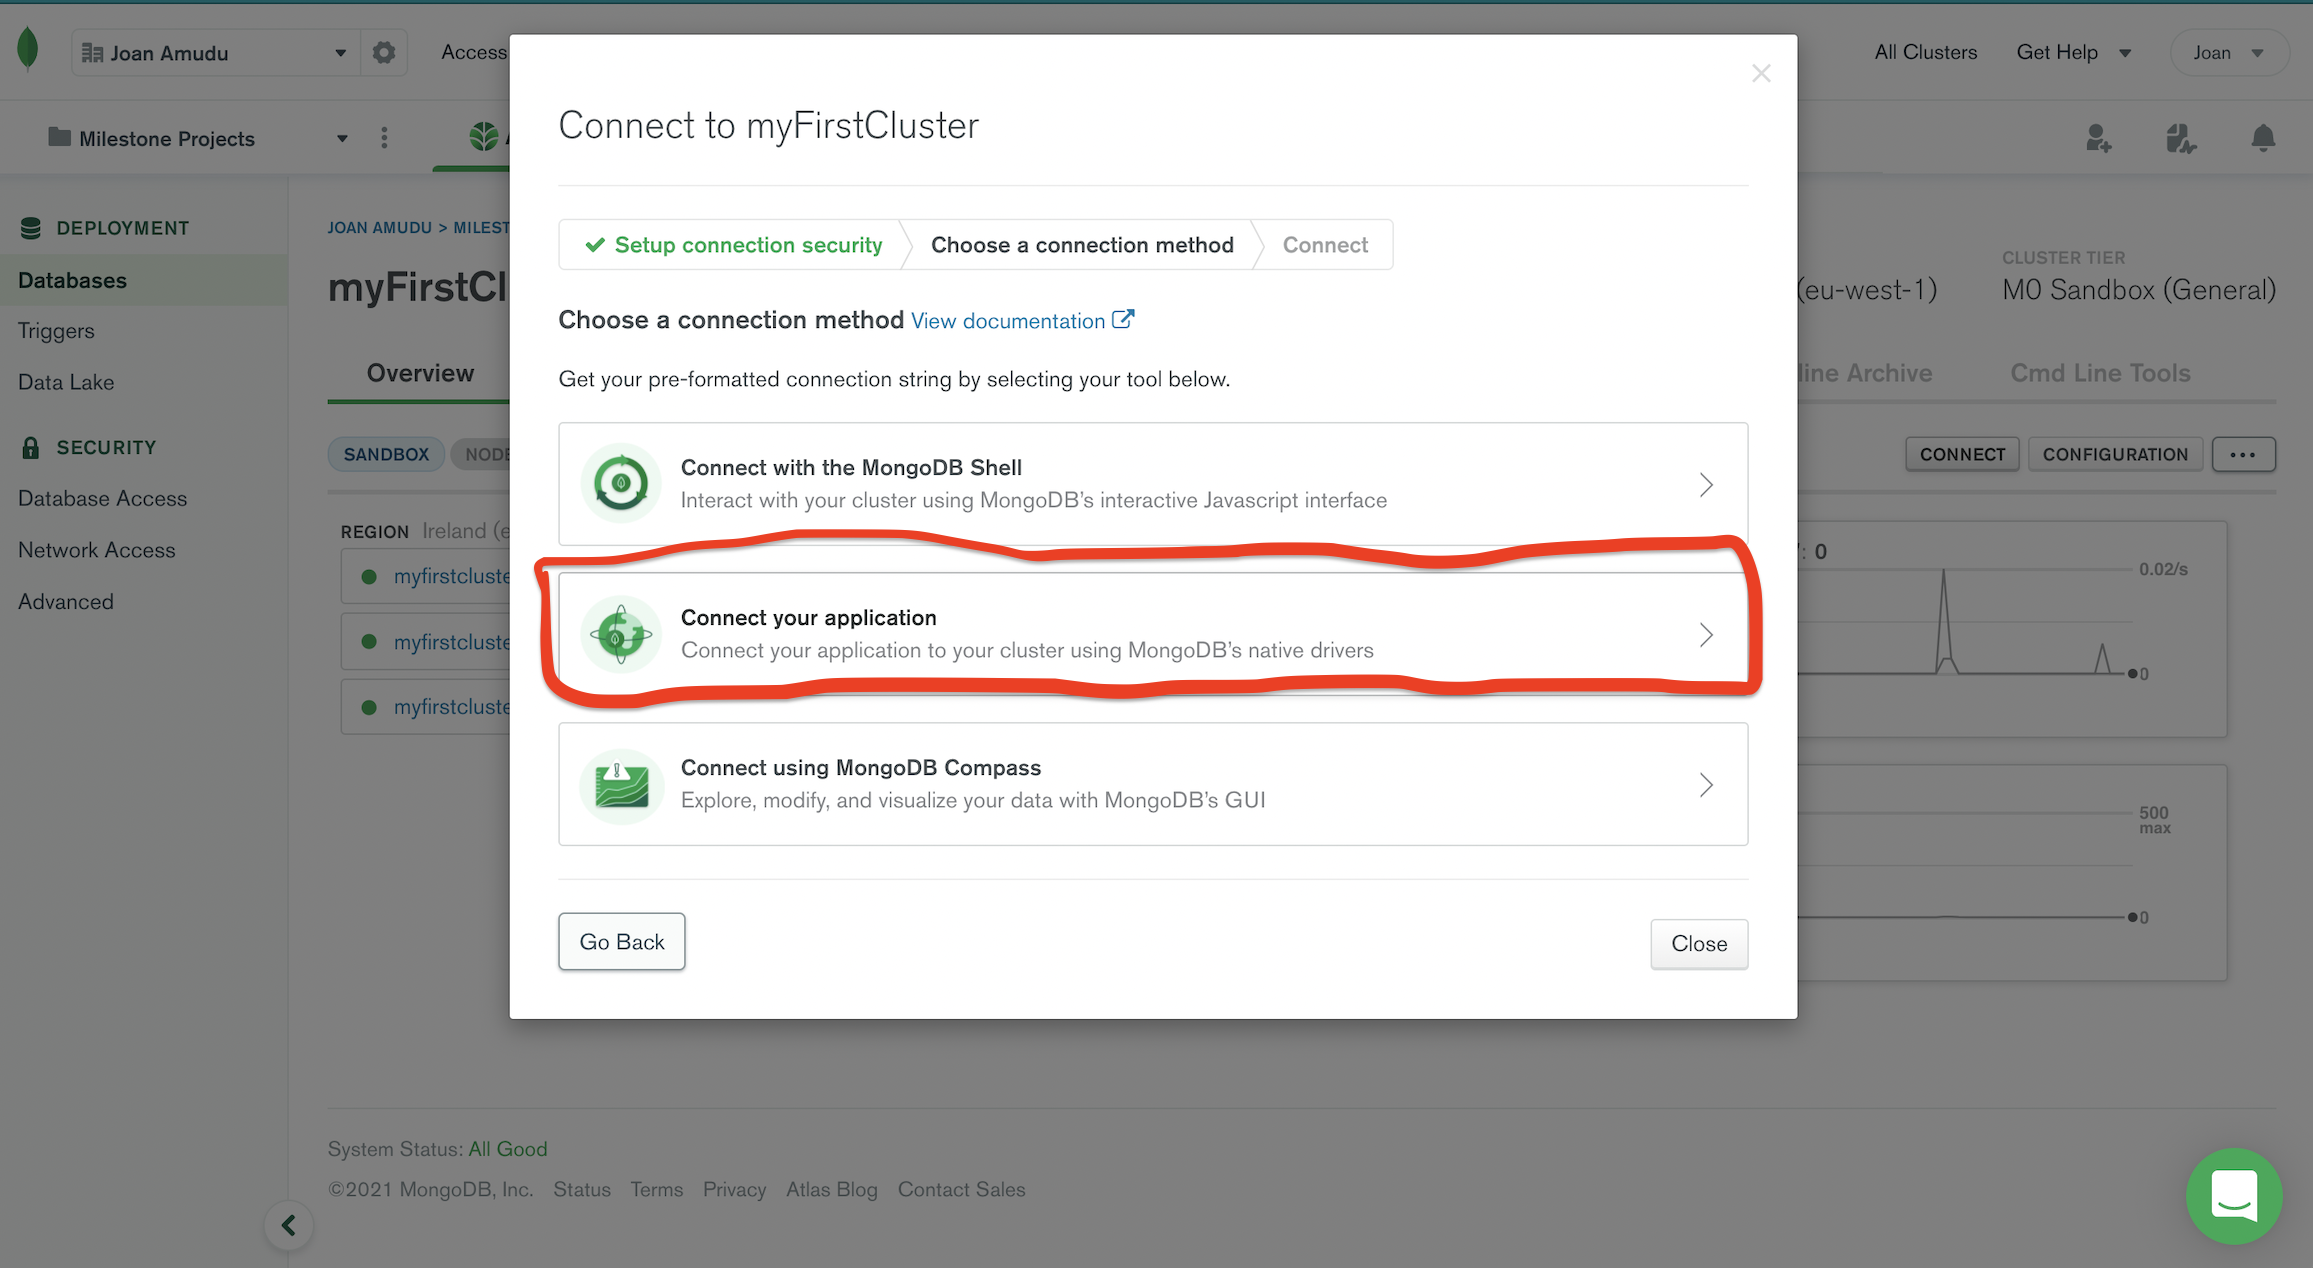 Joan Amudu
Access
All Clusters
Get Help
Joan
Milestone Projects
DEPLOYMENT
Databases
Triggers
Data Lake
SECURITY
Database Access
Network Access
Advanced
JOAN AMUDU > MILEST
myFirstCl
Overview
SANDBOX
NODE
REGION Ireland (e
myfirstcluste
myfirstcluste
myfirstcluste
Connect to myFirstCluster
Setup connection security
Choose a connection method
Connect
Choose a connection method View documentation
Get your pre-formatted connection string by selecting your tool below.
Connect with the MongoDB Shell
Interact with your cluster using MongoDB's interactive Javascript interface
Connect your application
Connect your application to your cluster using MongoDB's native drivers
Connect using MongoDB Compass
Explore, modify, and visualize your data with MongoDB's GUI
Go Back
Close
(eu-west-1)
CLUSTER TIER
M0 Sandbox (General)
line Archive
Cmd Line Tools
CONNECT
CONFIGURATION
: 0
0.02/s
0
500
max
0
System Status: All Good
©2021 MongoDB, Inc. Status Terms Privacy Atlas Blog Contact Sales